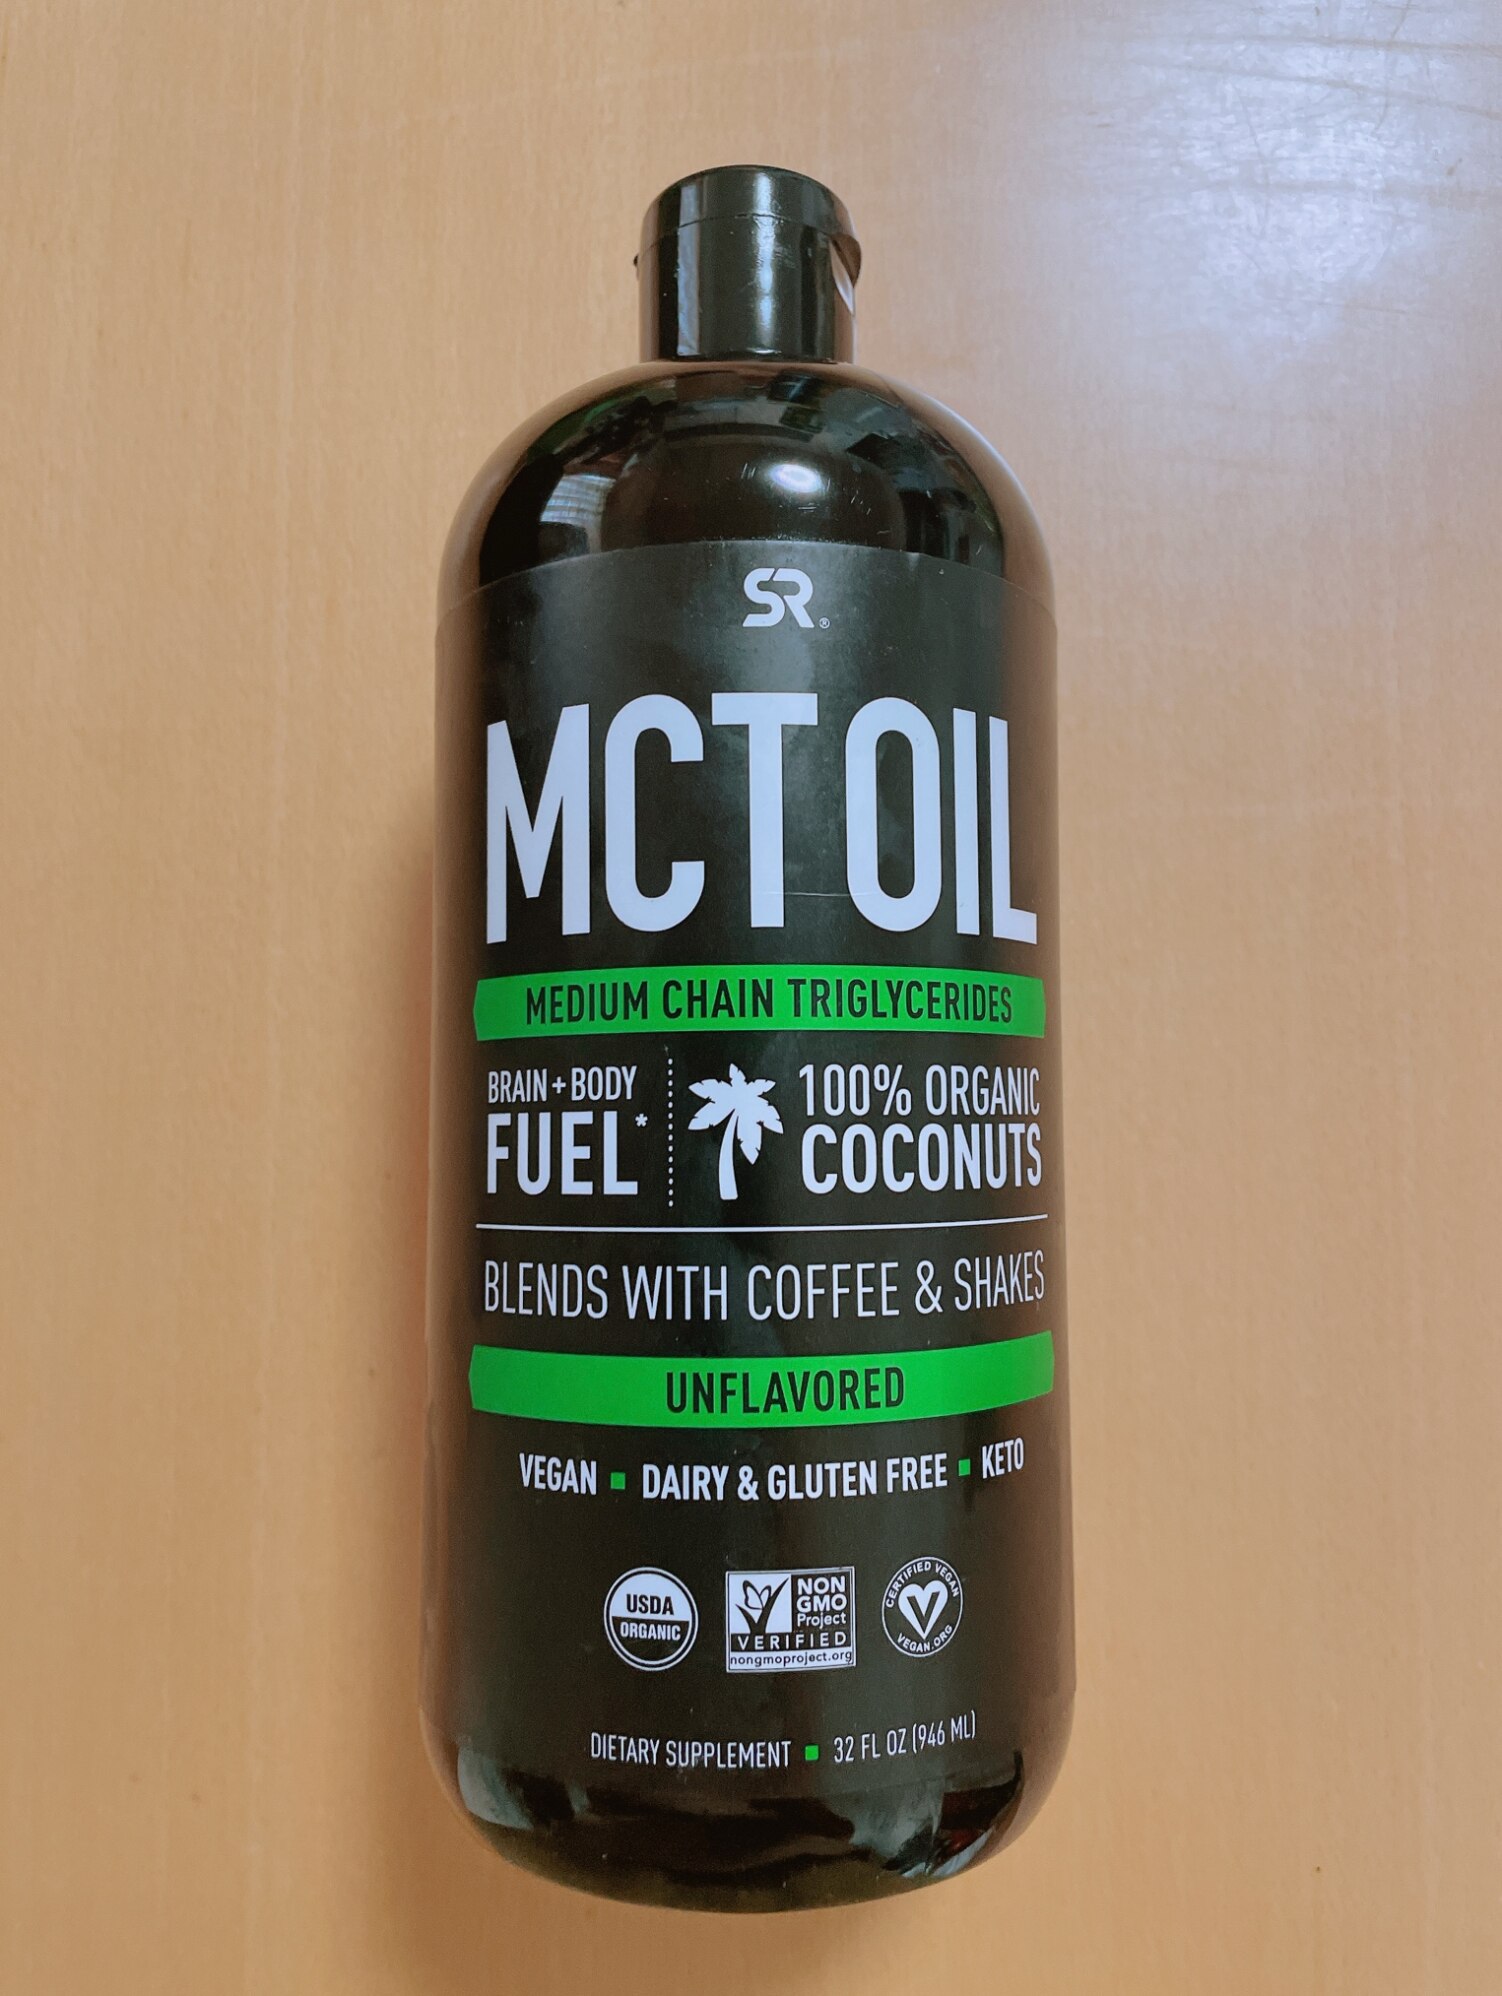 SR®
MCT OIL
MEDIUM CHAIN TRIGLYCERIDES
BRAIN + BODY
FUEL*
100% ORGANIC
COCONUTS
BLENDS WITH COFFEE & SHAKES
UNFLAVORED
VEGAN ▪ DAIRY & GLUTEN FREE ▪ KETO
USDA
ORGANIC
NON
GMO
Project
VERIFIED
nongmoproject.org
CERTIFIED VEGAN
VEGAN.ORG
DIETARY SUPPLEMENT ▪ 32 FL OZ (946 ML)